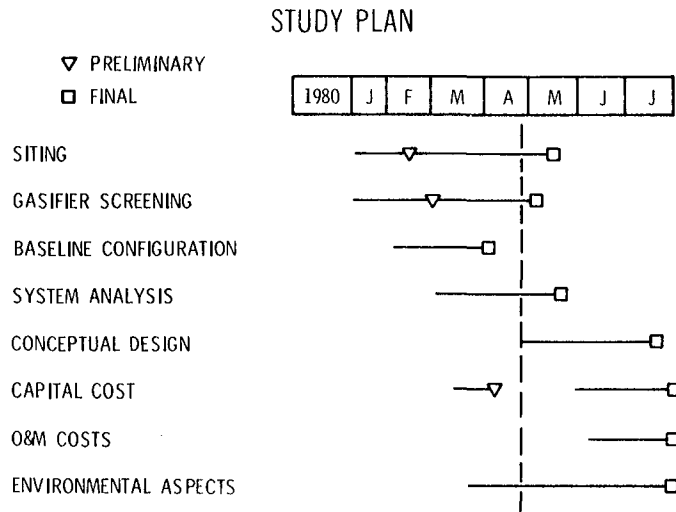 STUDY PLAN
PRELIMINARY
FINAL
1980 J F M A M J J
SITING
GASIFIER SCREENING
BASELINE CONFIGURATION
SYSTEM ANALYSIS
CONCEPTUAL DESIGN
CAPITAL COST
O&M COSTS
ENVIRONMENTAL ASPECTS